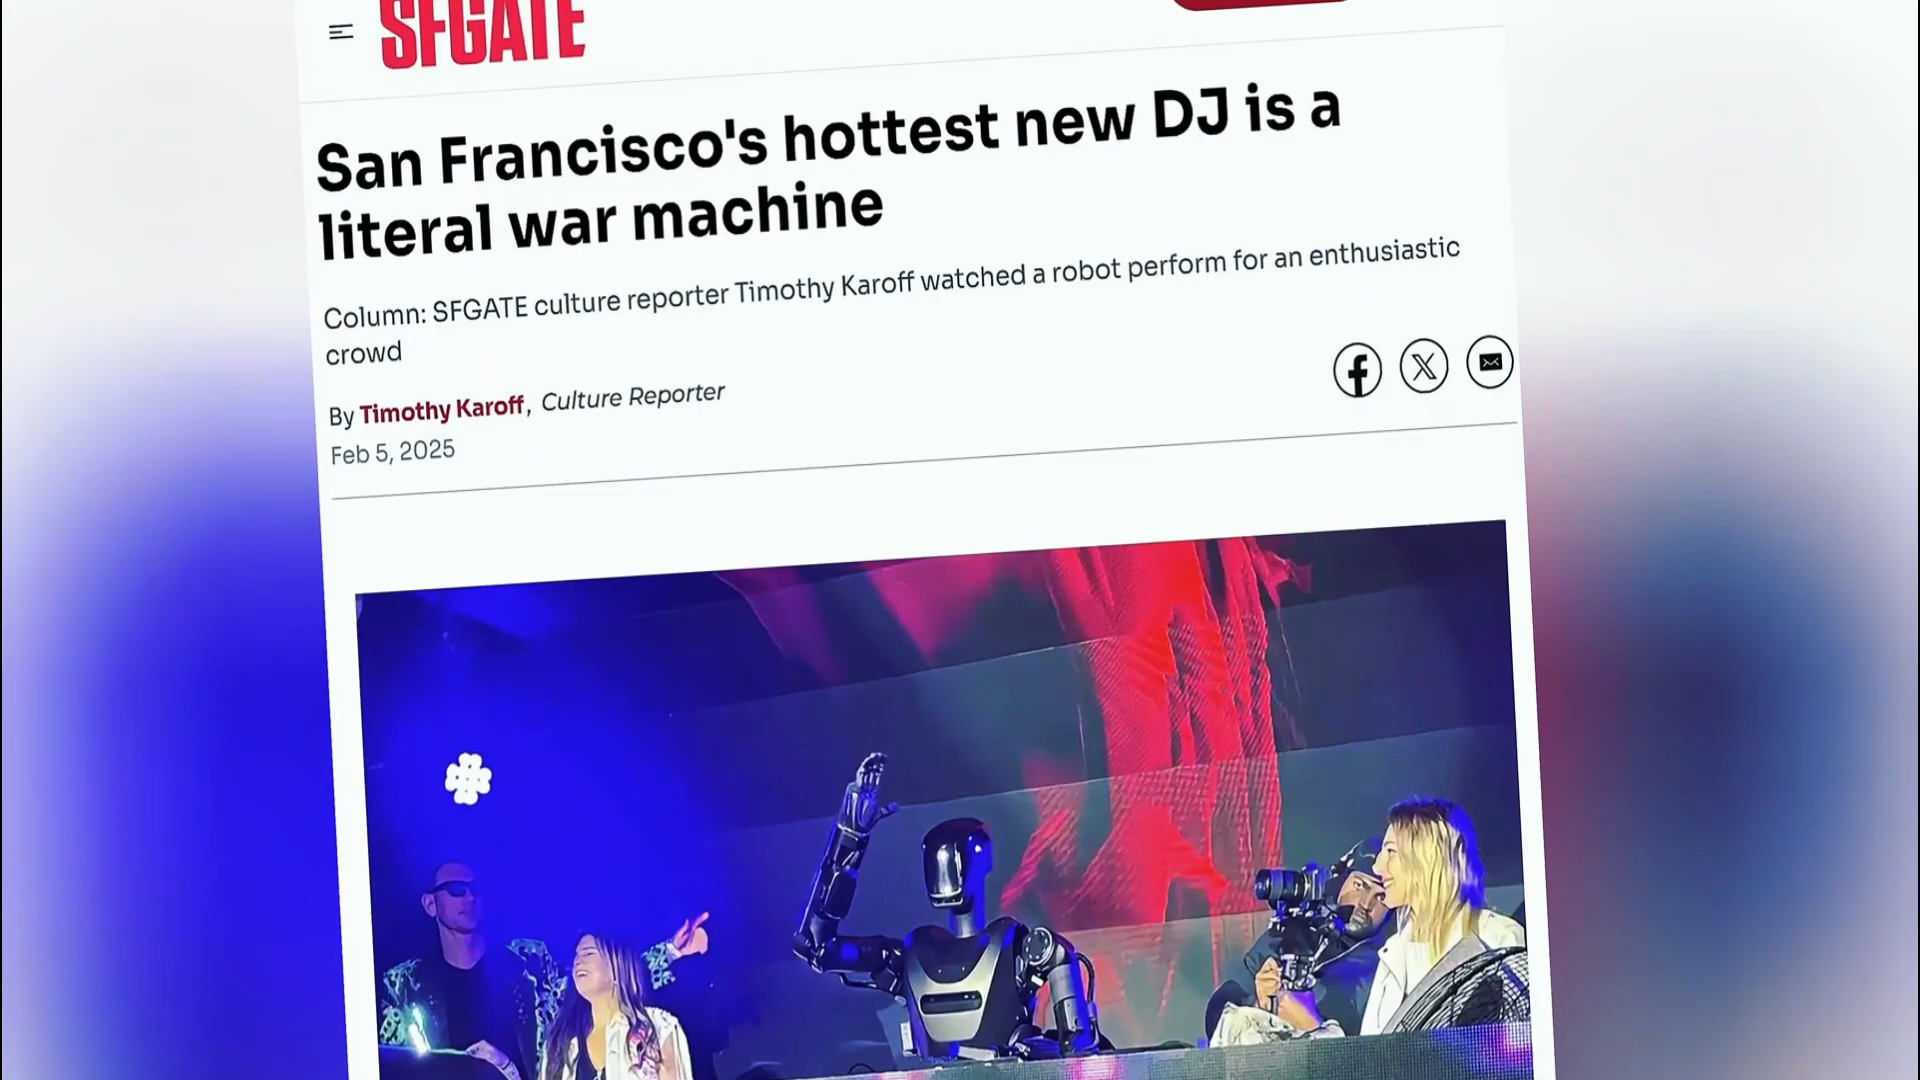 SFGATE
San Francisco's hottest new DJ is a
literal war machine
Column: SFGATE culture reporter Timothy Karoff watched a robot perform for an enthusiastic
crowd
By Timothy Karoff, Culture Reporter
Feb 5, 2025